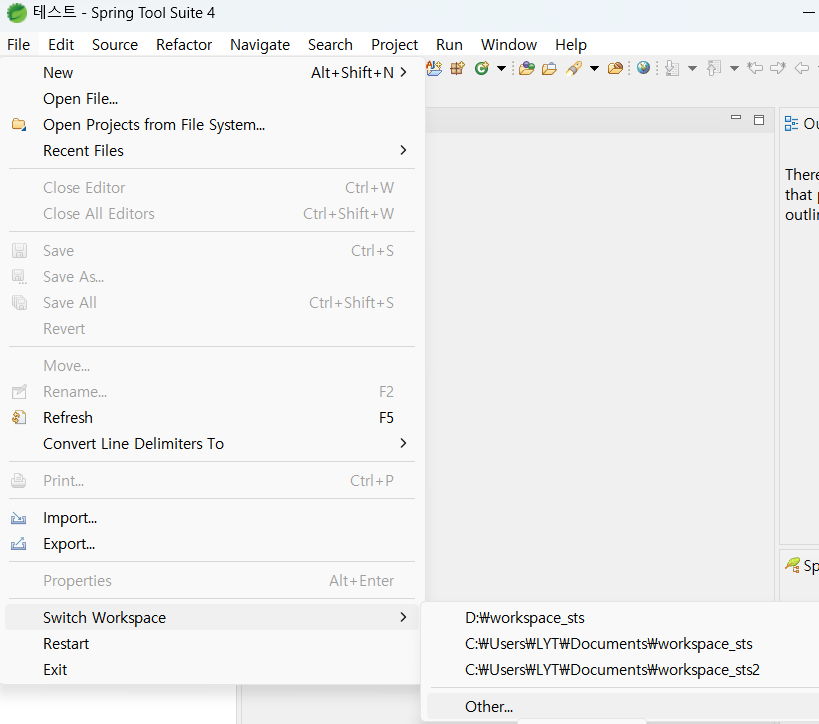 테스트 - Spring Tool Suite 4
File Edit Source Refactor Navigate Search Project Run Window Help
New Alt+Shift+N
Open File...
Open Projects from File System...
Recent Files
Close Editor Ctrl+W
Close All Editors Ctrl+Shift+W
Save Ctrl+S
Save As...
Save All Ctrl+Shift+S
Revert
Move...
Rename... F2
Refresh F5
Convert Line Delimiters To
Print... Ctrl+P
Import...
Export...
Properties Alt+Enter
Switch Workspace
Restart
Exit
D:₩workspace_sts
C:₩Users₩LYT₩Documents₩workspace_sts
C:₩Users₩LYT₩Documents₩workspace_sts2
Other...
Ou
There
that p
outlin
Sp